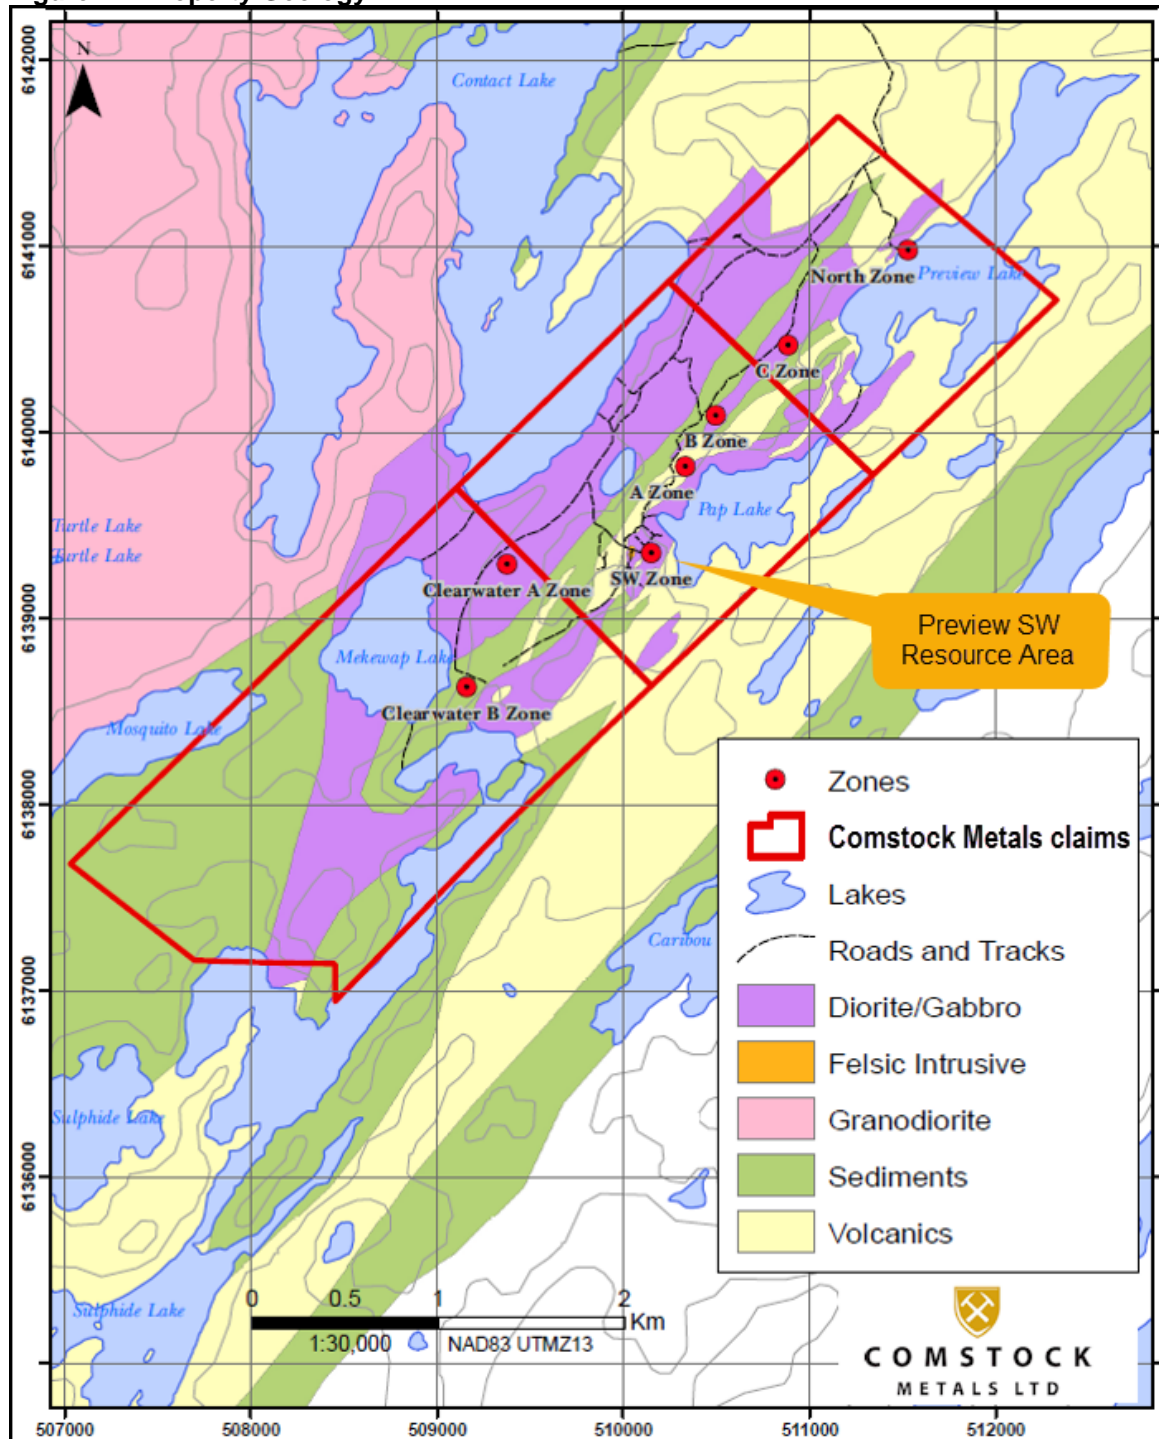 6142000
N
Contact Lake
6141000
North Zone
Preview Lake
C Zone
6140000
B Zone
A Zone
Pap Lake
Turtle Lake
Turtle Lake
SW Zone
Clearwater A Zone
6139000
Preview SW
Resource Area
Mekewap Lake
Clearwater B Zone
Mosquito Lake
6138000
Zones
Comstock Metals claims
Lakes
Caribou
Roads and Tracks
6137000
Diorite/Gabbro
Felsic Intrusive
Sulphide Lake
Granodiorite
6136000
Sediments
Volcanics
Sulphide Lake
0 0.5 1 2
Km
1:30,000 NAD83 UTMZ13
COMSTOCK
METALS LTD
507000 508000 509000 510000 511000 512000